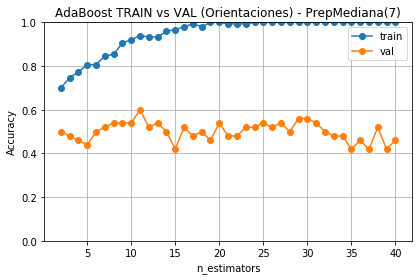 AdaBoost TRAIN vs VAL (Orientaciones) - PrepMediana(7)
1.0
0.8
0.6
0.4
0.2
0.0
Accuracy
train
val
5 10 15 20 25 30 35 40
n_estimators